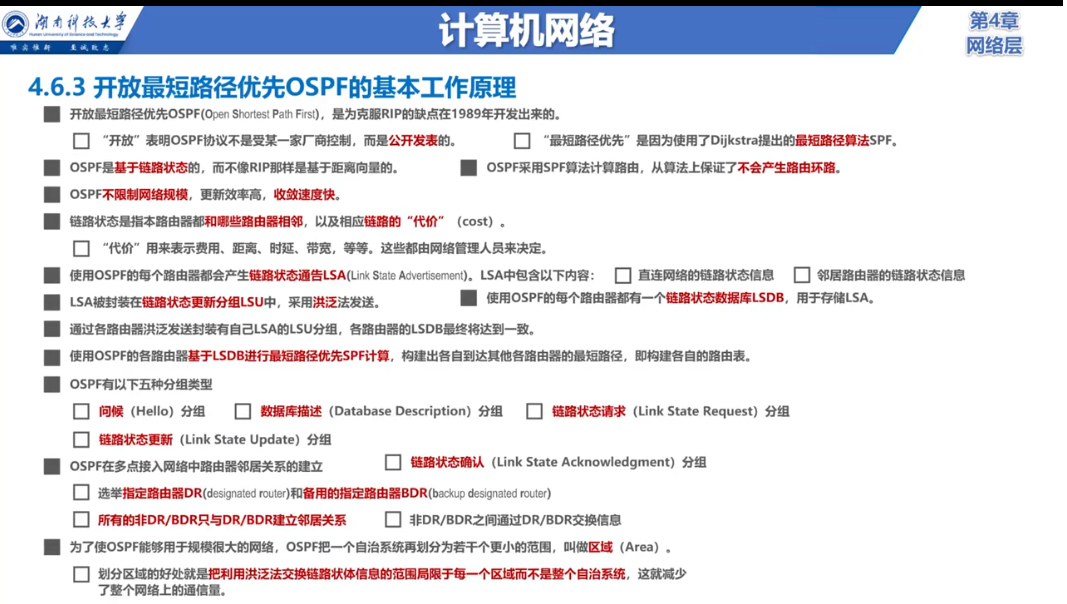 湖南科技大学
Hunan University of Science and Technology
唯实惟新 至诚致志
计算机网络
第4章
网络层
4.6.3 开放最短路径优先OSPF的基本工作原理
开放最短路径优先OSPF(Open Shortest Path First)，是为克服RIP的缺点在1989年开发出来的。
“开放”表明OSPF协议不是受某一家厂商控制，而是公开发表的。 “最短路径优先”是因为使用了Dijkstra提出的最短路径算法SPF。
OSPF是基于链路状态的，而不像RIP那样是基于距离向量的。 OSPF采用SPF算法计算路由，从算法上保证了不会产生路由环路。
OSPF不限制网络规模，更新效率高，收敛速度快。
链路状态是指本路由器都和哪些路由器相邻，以及相应链路的“代价”（cost）。
“代价”用来表示费用、距离、时延、带宽，等等。这些都由网络管理人员来决定。
使用OSPF的每个路由器都会产生链路状态通告LSA(Link State Advertisement)。LSA中包含以下内容： 直连网络的链路状态信息 邻居路由器的链路状态信息
LSA被封装在链路状态更新分组LSU中，采用洪泛法发送。 使用OSPF的每个路由器都有一个链路状态数据库LSDB，用于存储LSA。
通过各路由器洪泛发送封装有自己LSA的LSU分组，各路由器的LSDB最终将达到一致。
使用OSPF的各路由器基于LSDB进行最短路径优先SPF计算，构建出各自到达其他各路由器的最短路径，即构建各自的路由表。
OSPF有以下五种分组类型
问候（Hello）分组 数据库描述（Database Description）分组 链路状态请求（Link State Request）分组
链路状态更新（Link State Update）分组
链路状态确认（Link State Acknowledgment）分组
OSPF在多点接入网络中路由器邻居关系的建立
选举指定路由器DR(designated router)和备用的指定路由器BDR(backup designated router)
所有的非DR/BDR只与DR/BDR建立邻居关系 非DR/BDR之间通过DR/BDR交换信息
为了使OSPF能够用于规模很大的网络，OSPF把一个自治系统再划分为若干个更小的范围，叫做区域（Area）。
划分区域的好处就是把利用洪泛法交换链路状体信息的范围局限于每一个区域而不是整个自治系统，这就减少
了整个网络上的通信量。